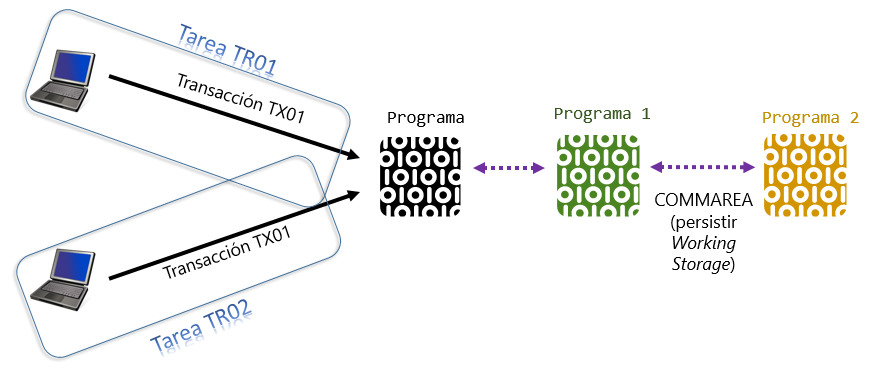 Tarea TR01
Transacción TX01
Programa
Programa 1
Programa 2
COMMAREA
(persistir
Working
Storage)
Transacción TX01
Tarea TR02